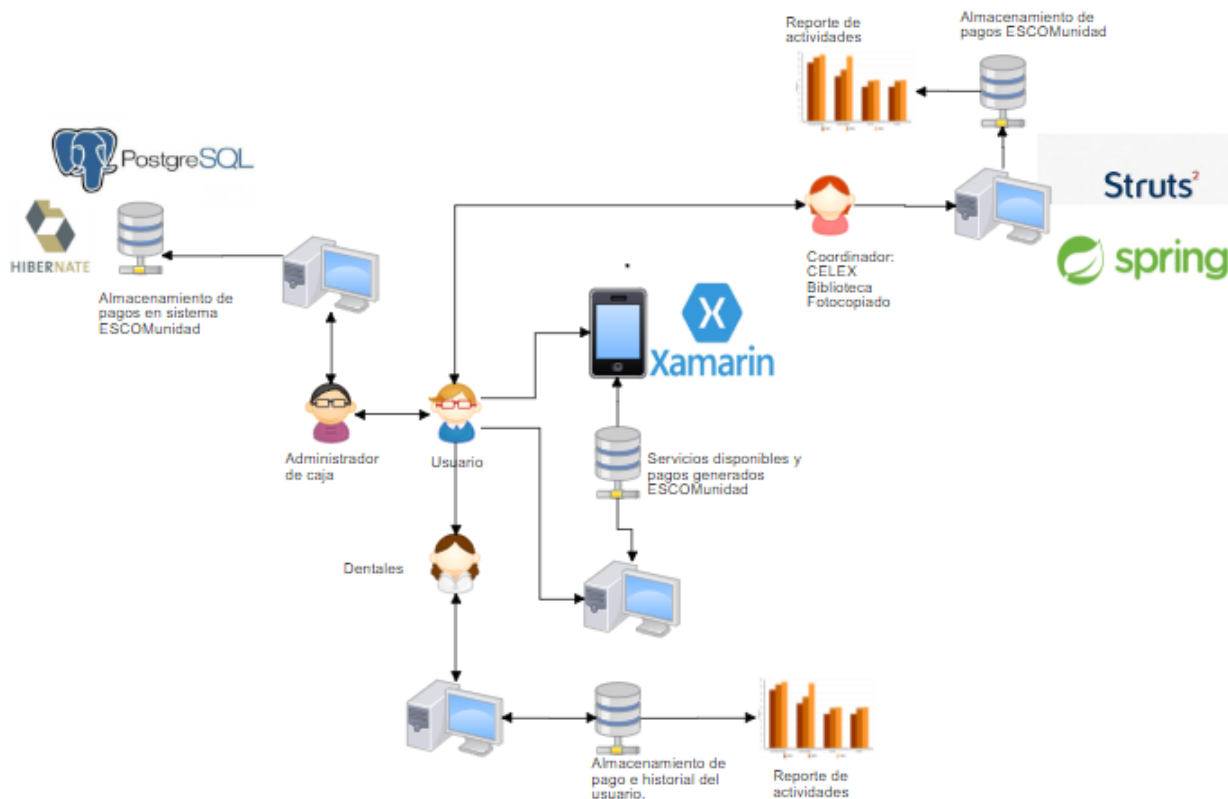 Reporte de
actividades
Almacenamiento de
pagos ESCOMunidad
PostgreSQL
HIBERNATE
Struts²
spring
Coordinador:
CELEX
Biblioteca
Fotocopiado
Almacenamiento de
pagos en sistema
ESCOMunidad
Xamarin
Administrador
de caja
Usuario
Servicios disponibles y
pagos generados
ESCOMunidad
Dentales
Almacenamiento de
pago e historial del
usuario.
Reporte de
actividades